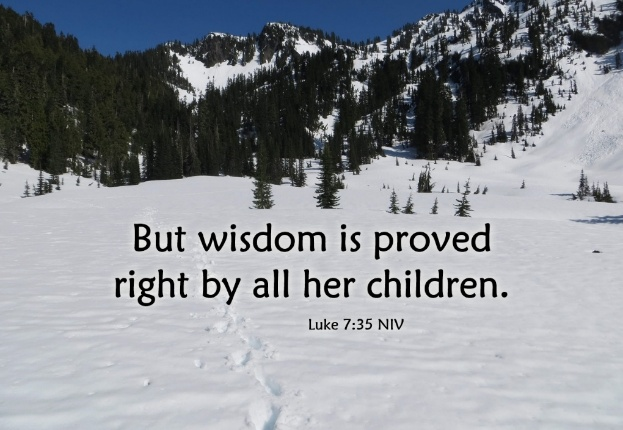 But wisdom is proved
right by all her children.
Luke 7:35 NIV